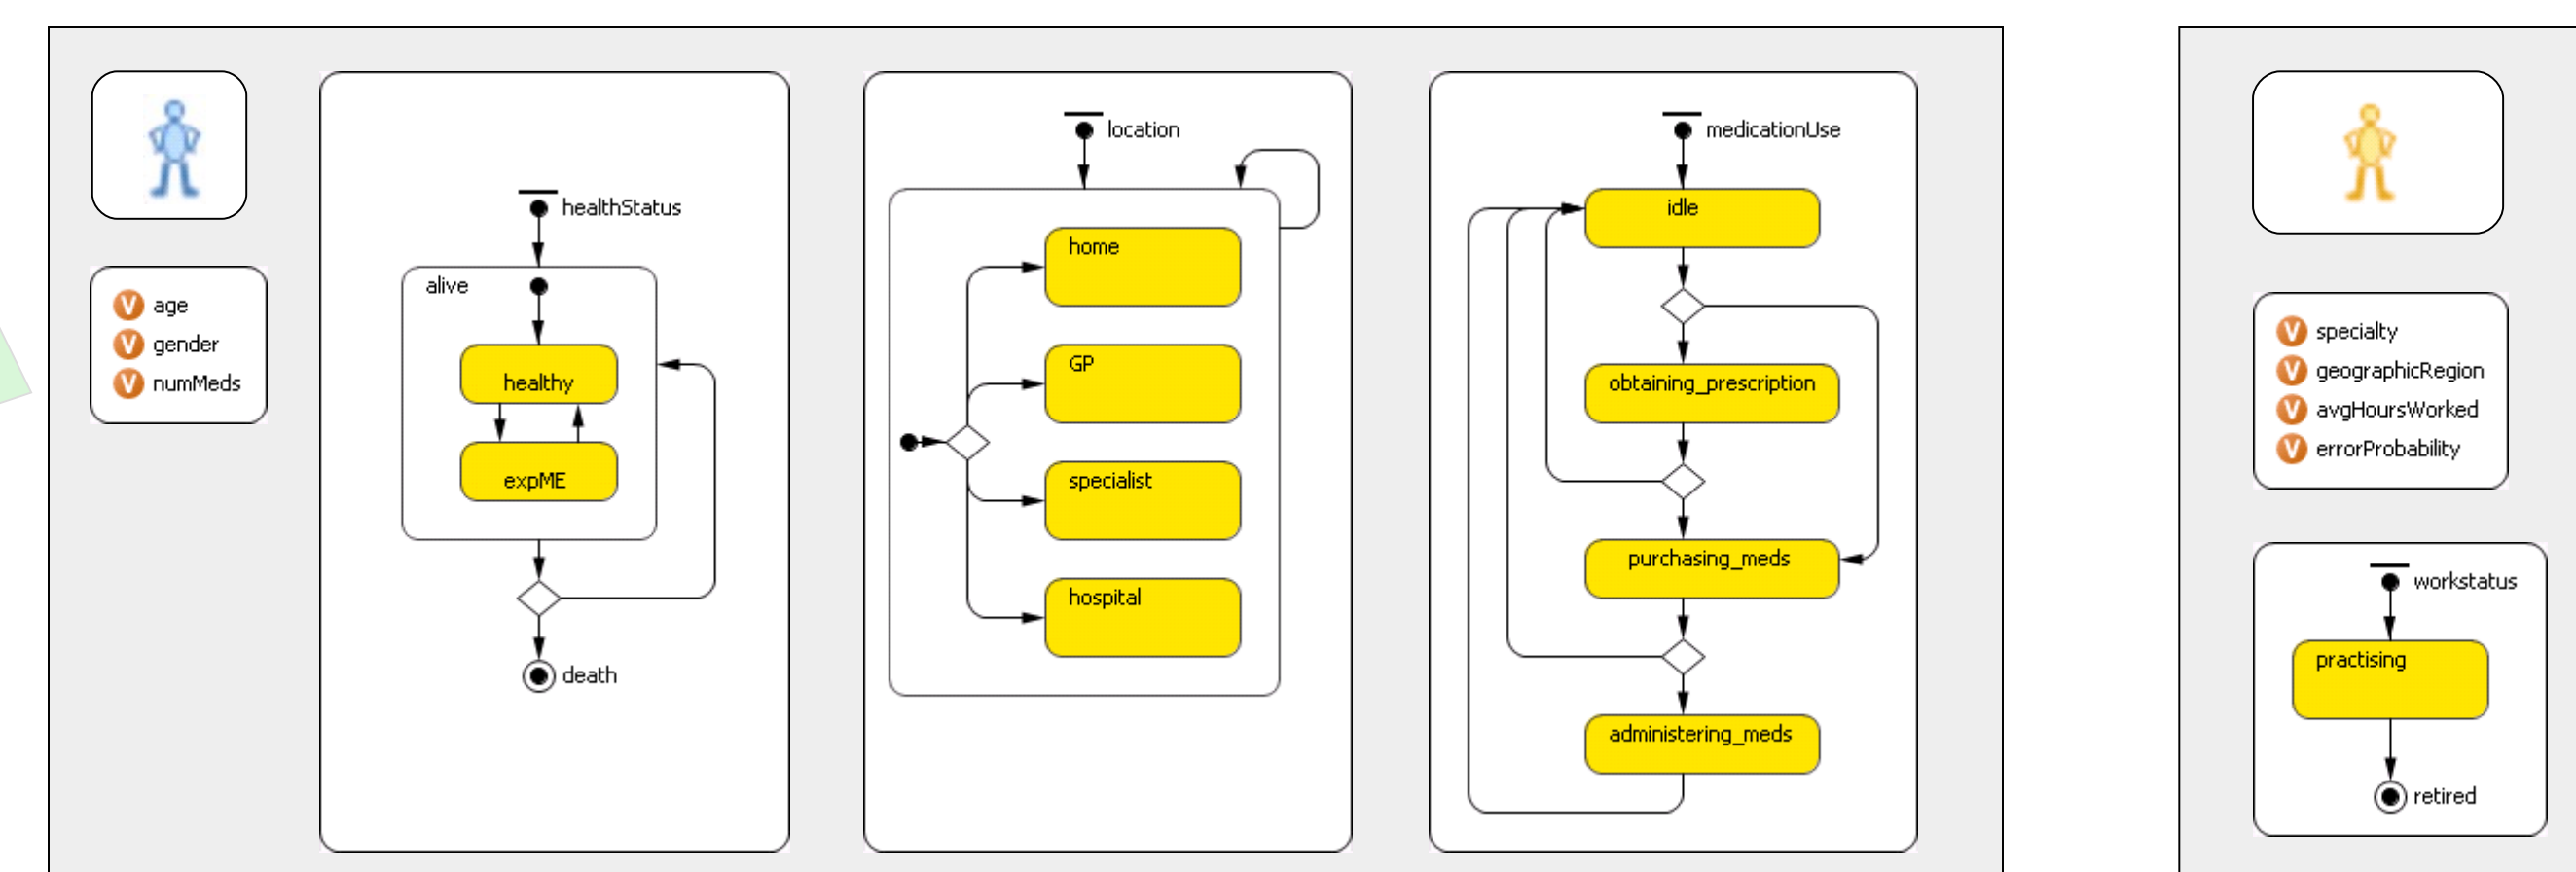 V age
V gender
V numMeds
healthStatus
alive
healthy
expME
death
location
home
GP
specialist
hospital
medicationUse
idle
obtaining_prescription
purchasing_meds
administering_meds
V specialty
V geographicRegion
V avgHoursWorked
V errorProbability
workstatus
practising
retired